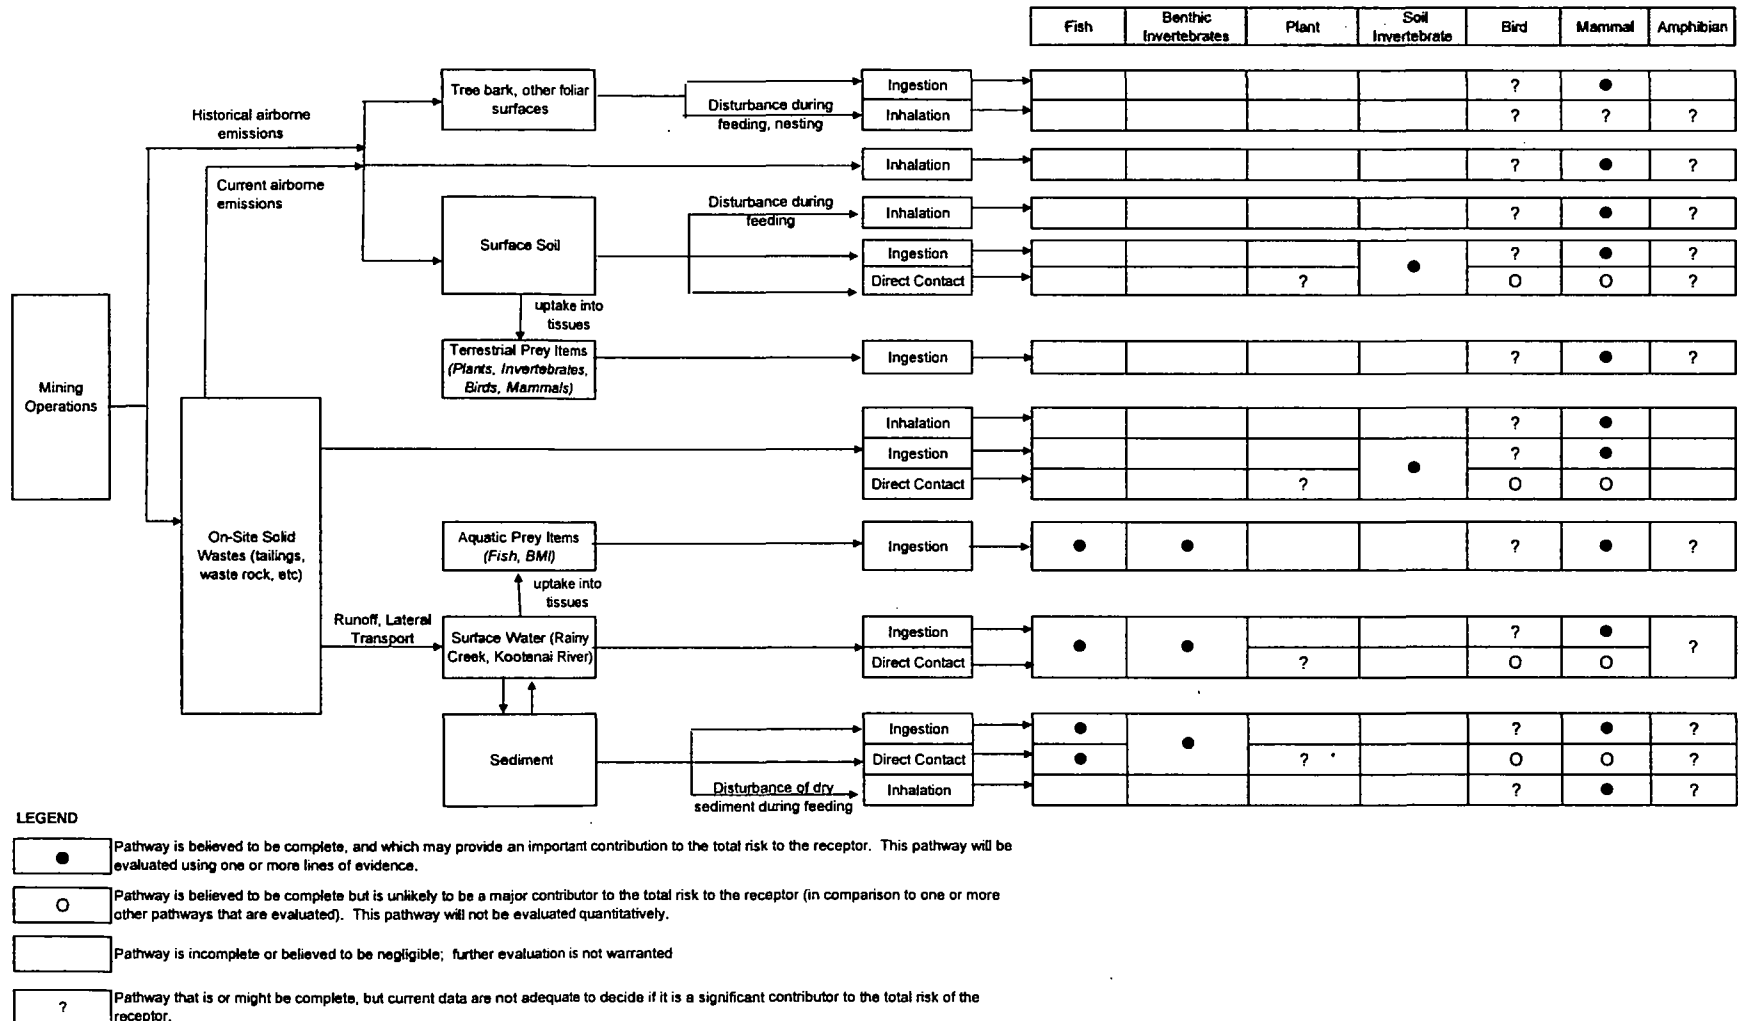 Fish
Benthic
Invertebrates
Plant
Soil
Invertebrate
Bird
Mammal
Amphibian
Tree bark, other foliar
surfaces
Historical airborne
emissions
Disturbance during
feeding, nesting
Ingestion
? ●
Inhalation
? ? ?
Current airborne
emissions
Inhalation
? ● ?
Disturbance during
feeding
Inhalation
? ● ?
Surface Soil
Ingestion
● ? ● ?
Direct Contact
? O O ?
uptake into
tissues
Terrestrial Prey Items
(Plants, Invertebrates,
Birds, Mammals)
Ingestion
? ● ?
Mining
Operations
Inhalation
? ●
Ingestion
● ? ●
Direct Contact
? O O
On-Site Solid
Wastes (tailings,
waste rock, etc)
Aquatic Prey Items
(Fish, BMI)
Ingestion
● ● ? ● ?
uptake into
tissues
Runoff, Lateral
Transport
Surface Water (Rainy
Creek, Kootenai River)
Ingestion
● ● ? ● ?
Direct Contact
? O O
Sediment
Ingestion
● ● ? ● ?
Direct Contact
● ? O O ?
Disturbance of dry
sediment during feeding
Inhalation
? ● ?
LEGEND
● Pathway is believed to be complete, and which may provide an important contribution to the total risk to the receptor. This pathway will be
evaluated using one or more lines of evidence.
O Pathway is believed to be complete but is unlikely to be a major contributor to the total risk to the receptor (in comparison to one or more
other pathways that are evaluated). This pathway will not be evaluated quantitatively.
Pathway is incomplete or believed to be negligible; further evaluation is not warranted
? Pathway that is or might be complete, but current data are not adequate to decide if it is a significant contributor to the total risk of the
receptor.